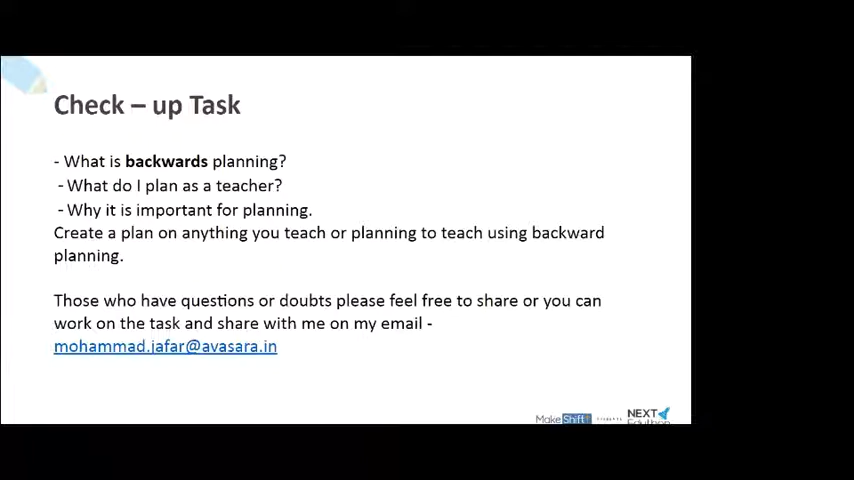 Check – up Task
- What is backwards planning?
- What do I plan as a teacher?
- Why it is important for planning.
Create a plan on anything you teach or planning to teach using backward
planning.
Those who have questions or doubts please feel free to share or you can
work on the task and share with me on my email -
mohammad.jafar@avasara.in
Make Shift
NEXT
Eduthon